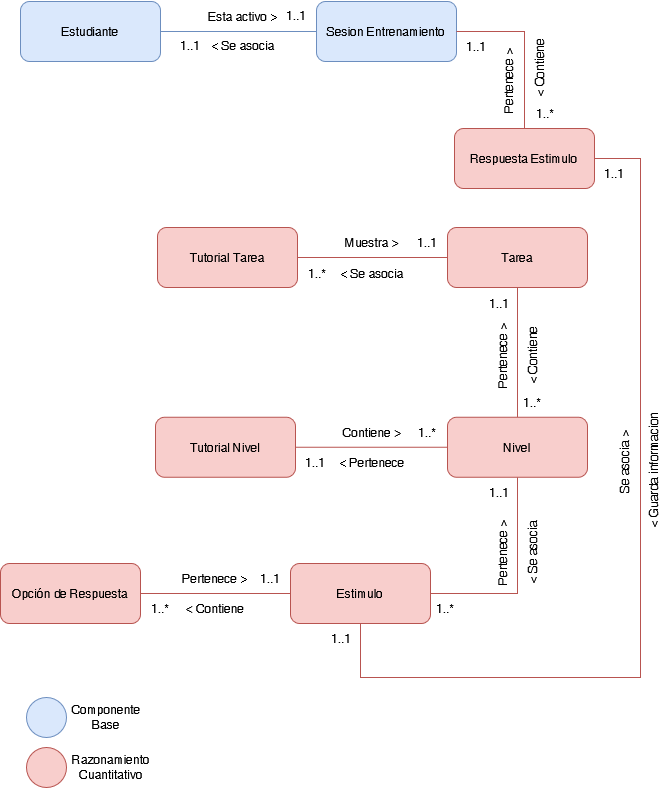 Estudiante
Esta activo >
1..1
1..1
< Se asocia
Sesion Entrenamiento
1..1
Pertenece >
< Contiene
1..*
Respuesta Estimulo
1..1
Tutorial Tarea
Muestra >
1..1
1..*
< Se asocia
Tarea
1..1
Pertenece >
< Contiene
1..*
Tutorial Nivel
Contiene >
1..*
1..1
< Pertenece
Nivel
1..1
Se asocia >
< Guarda informacion
Pertenece >
< Se asocia
Opción de Respuesta
Pertenece >
1..1
1..*
< Contiene
Estimulo
1..*
1..1
Componente
Base
Razonamiento
Cuantitativo